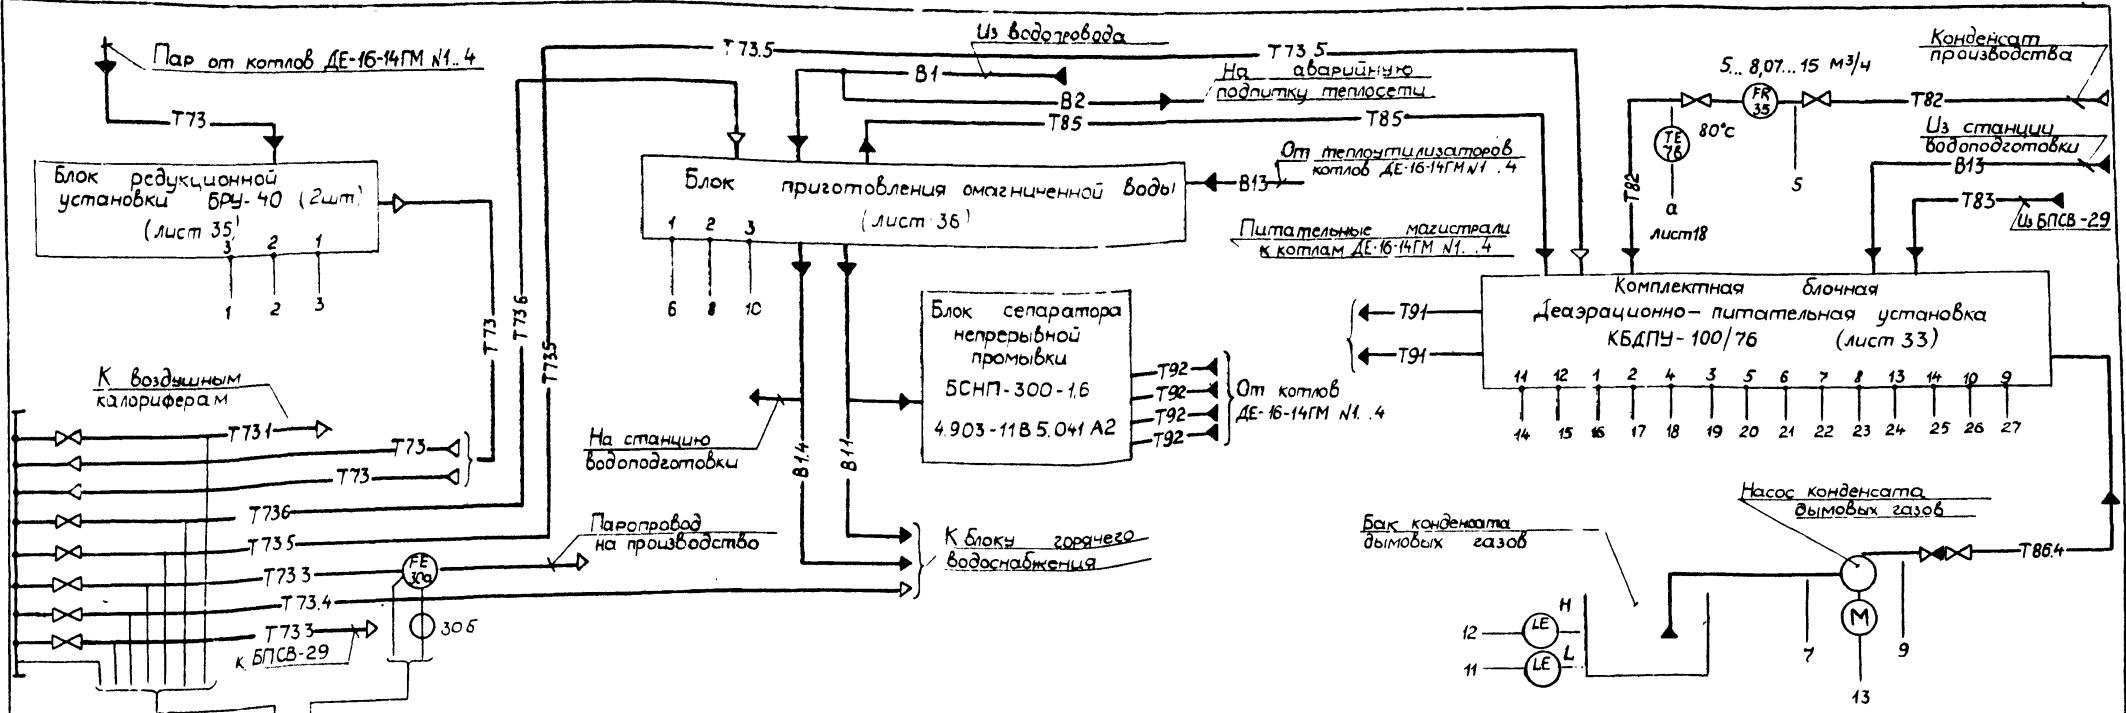 Пар от котлов ДЕ-16-14ГМ №1..4
Т73
Блок редукционной
установки БРУ-40 (2шт)
(лист 35)
3 2 1
1 2 3
Т73
Т73 6
Т73.5
Т73.5
Т73 5
Из водопровода
В1
В2
На аварийную
подпитку теплосети
Т85
Т85
Блок приготовления омагниченной воды
(лист 36)
1 2 3
6 8 10
От теплоутилизаторов
котлов ДЕ-16-14ГМ №1..4
В13
Питательные магистрали
к котлам ДЕ-16-14ГМ №1...4
5... 8,07... 15 м³/ч
FR
35
ТЕ
7в
80°С
Т82
Т82
а
лист18
5
Конденсат
производства
Из станции
водоподготовки
В13
Т83
Из БПСВ-29
Комплектная блочная
Деаэрационно-питательная установка
КБДПУ-100/76 (лист 33)
11 12 1 2 4 3 5 6 7 8 13 14 10 9
14 15 16 17 18 19 20 21 22 23 24 25 26 27
Т91
Т91
Блок сепаратора
непрерывной
промывки
БСНП-300-1,6
4.903-11В 5.041 А2
Т92
Т92
Т92
Т92
От котлов
ДЕ-16-14ГМ №1..4
На станцию
водоподготовки
В1.4
В1.1
К блоку горячего
водоснабжения
К воздушным
калориферам
Т73.1
Т73
Т73
Т736
Т73 5
Т73 3
Т73.4
Т73 3
к БПСВ-29
Паропровод
на производство
FE
30а
30б
Бак конденсата
дымовых газов
Насос конденсата
дымовых газов
Т86.4
М
Н
12 LE
L
11 LE
7
9
13